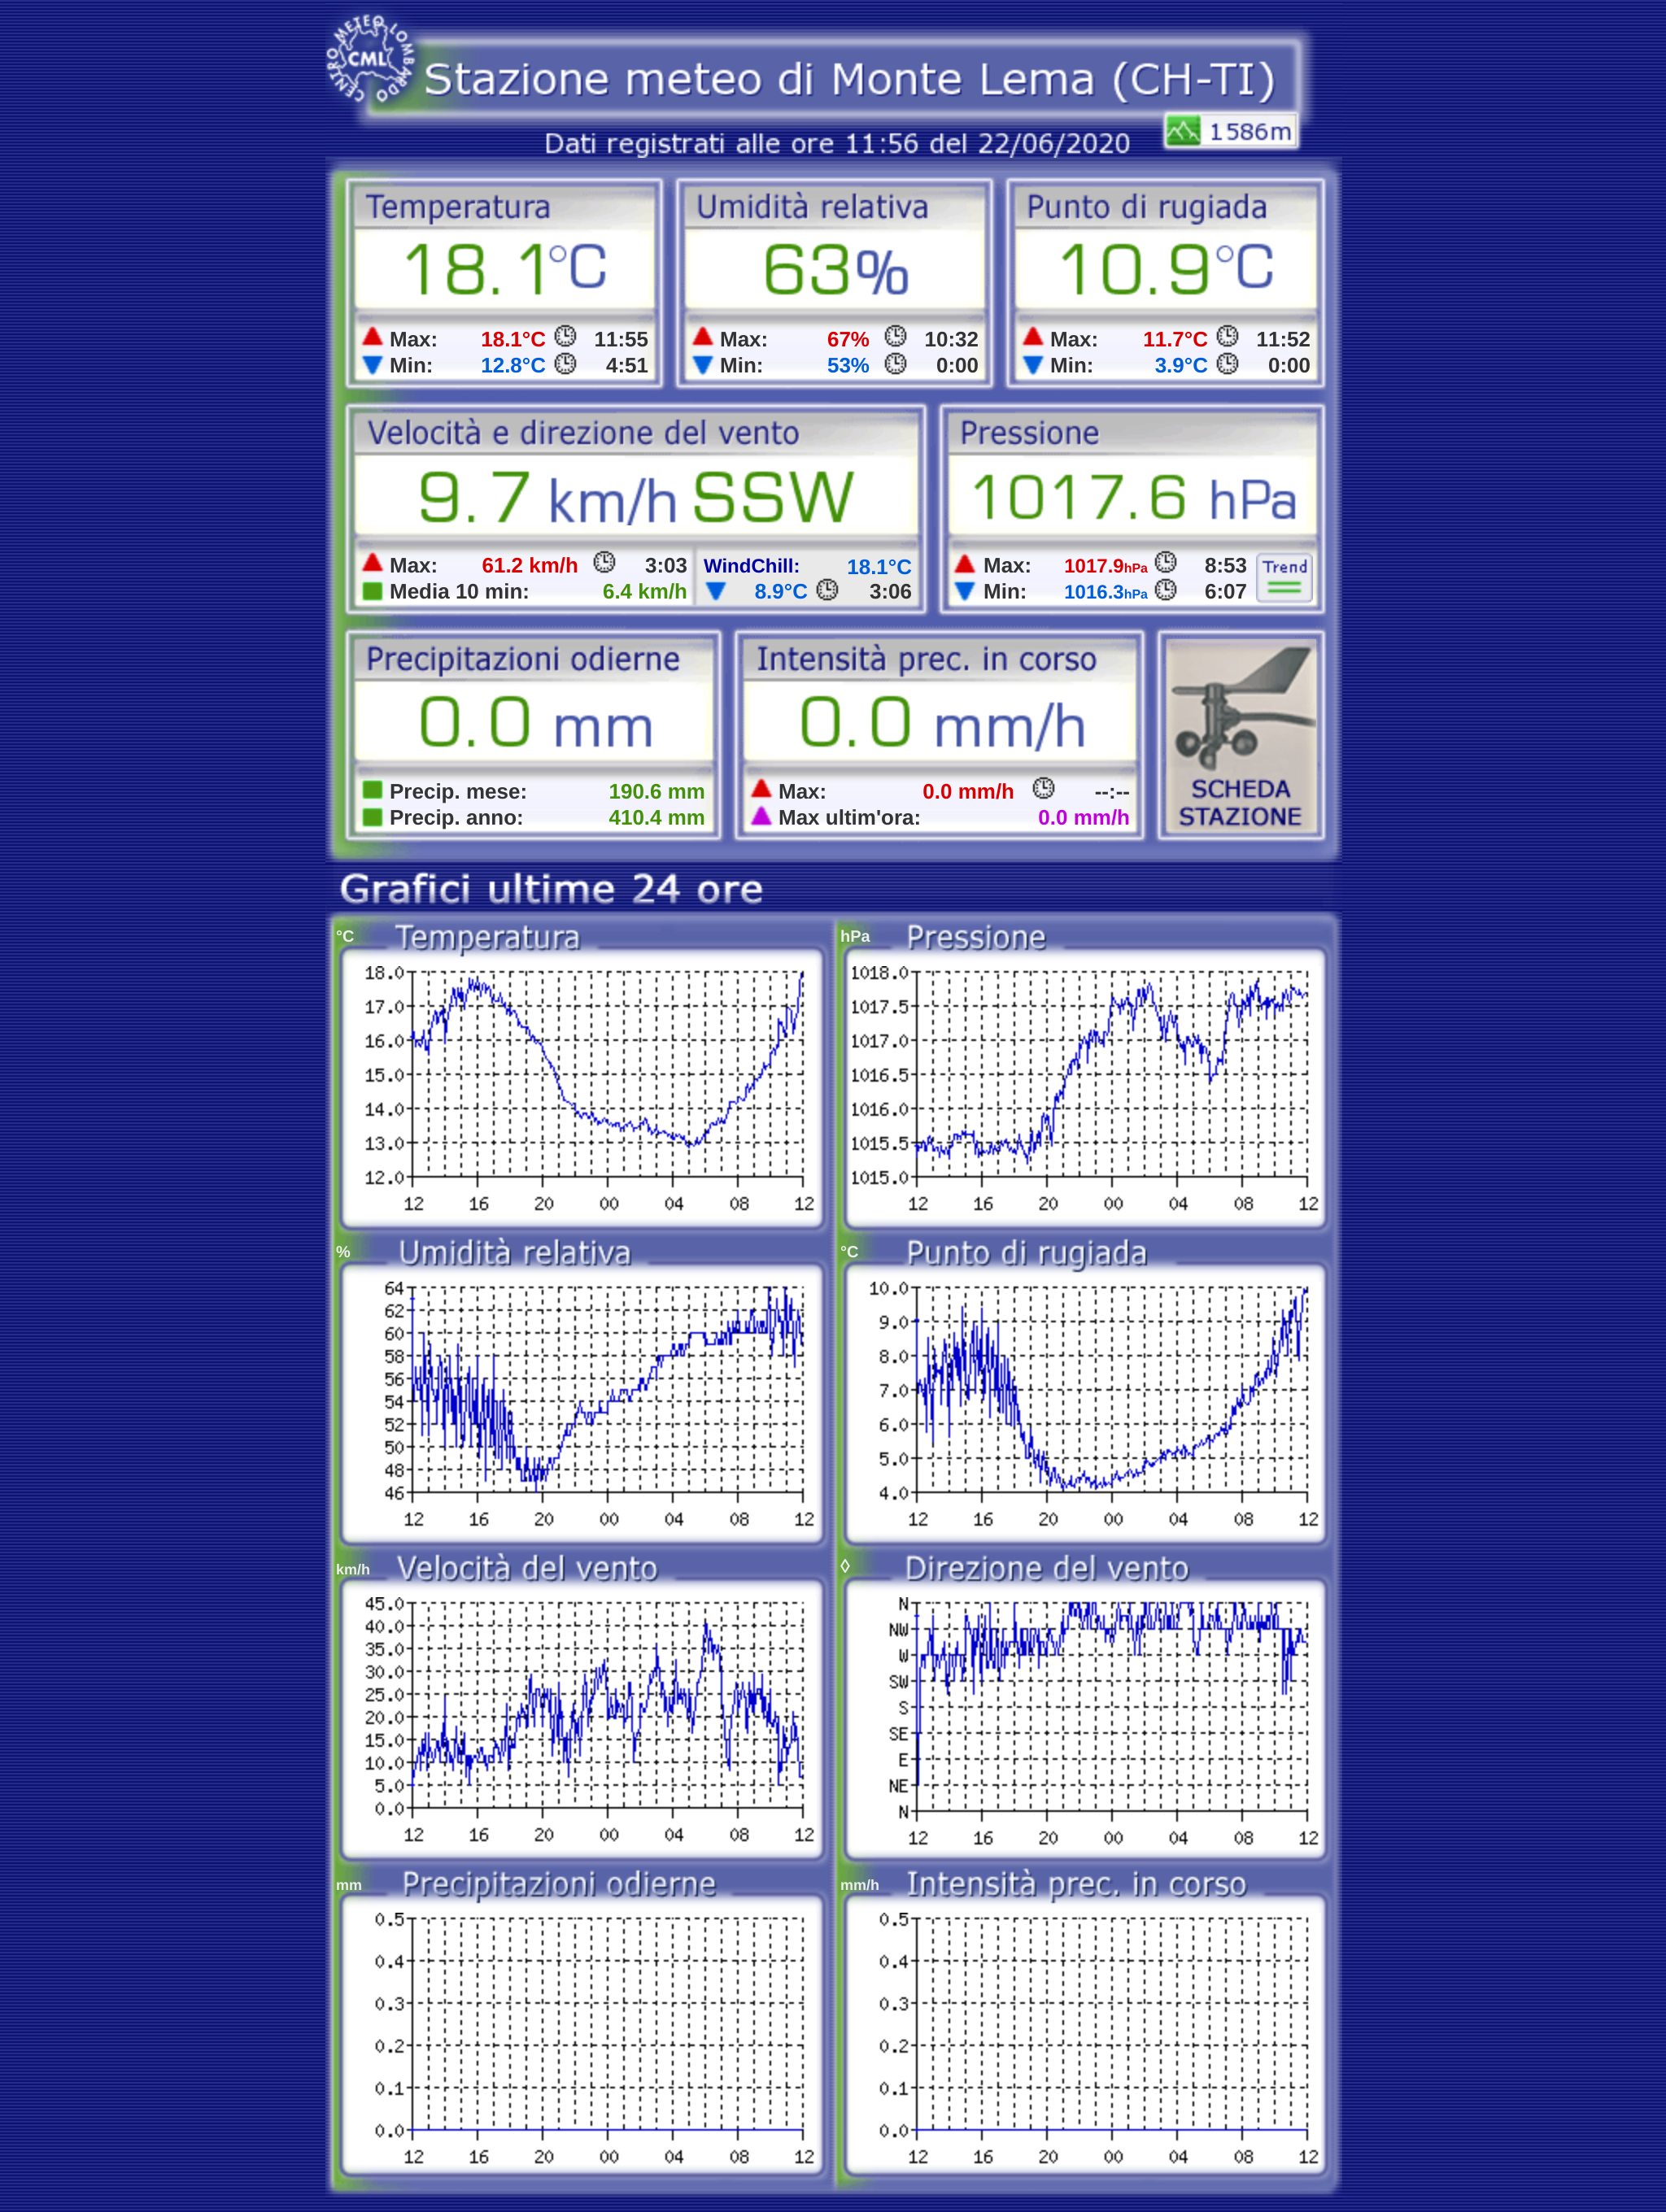 CENTRO METEO LOMBARDO
CML
Stazione meteo di Monte Lema (CH-TI)
Dati registrati alle ore 11:56 del 22/06/2020
1586m
Temperatura Umidità relativa Punto di rugiada
18.1°C 63% 10.9°C
Max: 18.1°C 11:55 Max: 67% 10:32 Max: 11.7°C 11:52
Min: 12.8°C 4:51 Min: 53% 0:00 Min: 3.9°C 0:00
Velocità e direzione del vento Pressione
9.7 km/h SSW 1017.6 hPa
Max: 61.2 km/h 3:03 WindChill: 18.1°C Max: 1017.9hPa 8:53 Trend
Media 10 min: 6.4 km/h 8.9°C 3:06 Min: 1016.3hPa 6:07
Precipitazioni odierne Intensità prec. in corso
0.0 mm 0.0 mm/h
Precip. mese: 190.6 mm Max: 0.0 mm/h --:-- SCHEDA
Precip. anno: 410.4 mm Max ultim'ora: 0.0 mm/h STAZIONE
Grafici ultime 24 ore
°C Temperatura
18.0
17.0
16.0
15.0
14.0
13.0
12.0
12 16 20 00 04 08 12
hPa Pressione
1018.0
1017.5
1017.0
1016.5
1016.0
1015.5
1015.0
12 16 20 00 04 08 12
% Umidità relativa
64
62
60
58
56
54
52
50
48
46
12 16 20 00 04 08 12
°C Punto di rugiada
10.0
9.0
8.0
7.0
6.0
5.0
4.0
12 16 20 00 04 08 12
km/h Velocità del vento
45.0
40.0
35.0
30.0
25.0
20.0
15.0
10.0
5.0
0.0
12 16 20 00 04 08 12
◊ Direzione del vento
N
NW
W
SW
S
SE
E
NE
N
12 16 20 00 04 08 12
mm Precipitazioni odierne
0.5
0.4
0.3
0.2
0.1
0.0
12 16 20 00 04 08 12
mm/h Intensità prec. in corso
0.5
0.4
0.3
0.2
0.1
0.0
12 16 20 00 04 08 12